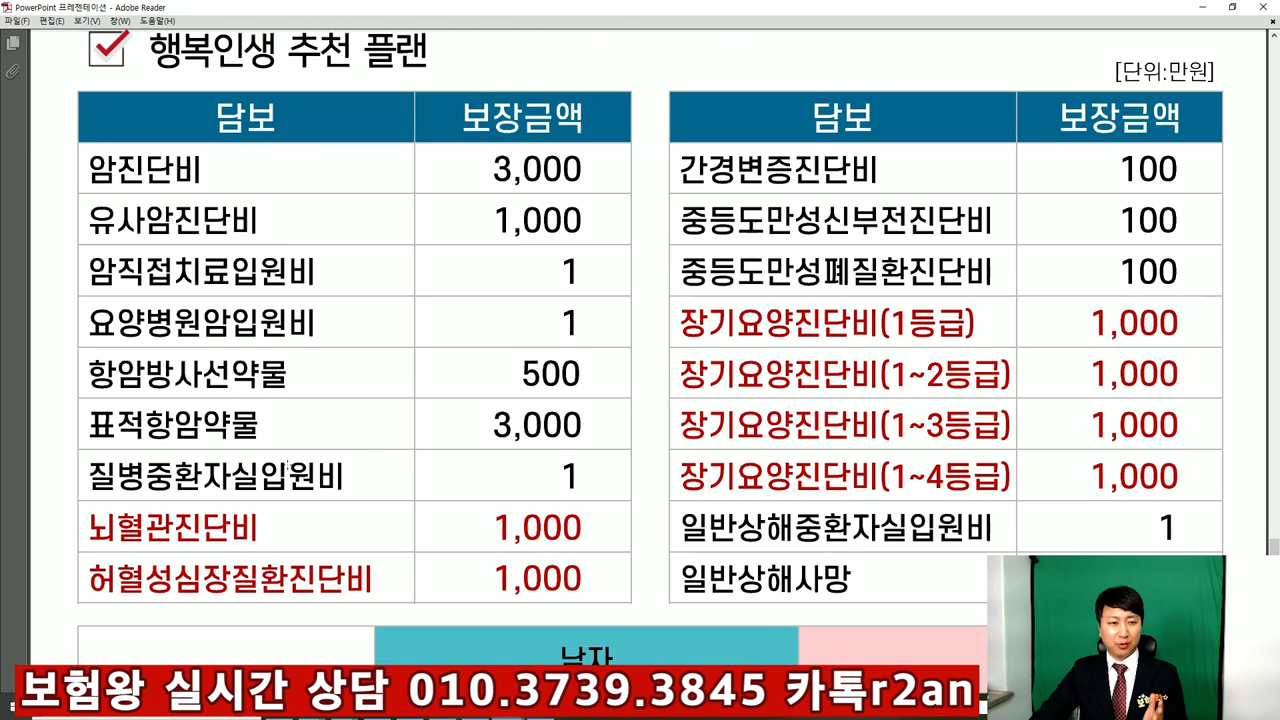 PowerPoint 프레젠테이션 - Adobe Reader
파일(F) 편집(E) 보기(V) 창(W) 도움말(H)
행복인생 추천 플랜
[단위:만원]
담보 보장금액
암진단비 3,000
유사암진단비 1,000
암직접치료입원비 1
요양병원암입원비 1
항암방사선약물 500
표적항암약물 3,000
질병중환자실입원비 1
뇌혈관진단비 1,000
허혈성심장질환진단비 1,000
담보 보장금액
간경변증진단비 100
중등도만성신부전진단비 100
중등도만성폐질환진단비 100
장기요양진단비(1등급) 1,000
장기요양진단비(1~2등급) 1,000
장기요양진단비(1~3등급) 1,000
장기요양진단비(1~4등급) 1,000
일반상해중환자실입원비 1
일반상해사망
남자
보험왕 실시간 상담 010.3739.3845 카톡r2an